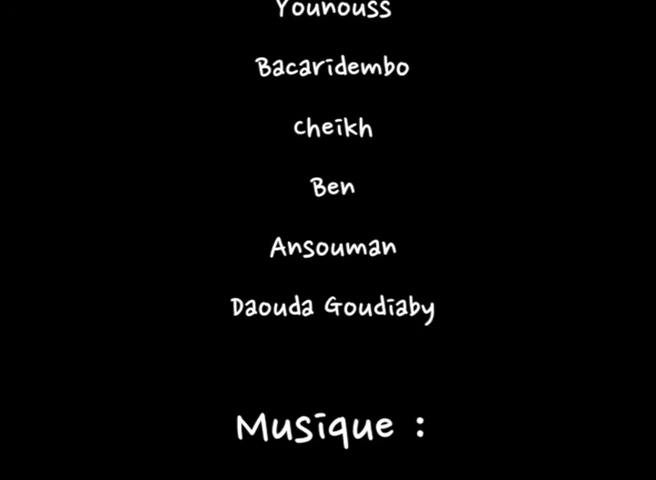 Younouss
Bacaridembo
Cheikh
Ben
Ansouman
Daouda Goudiaby
Musique :